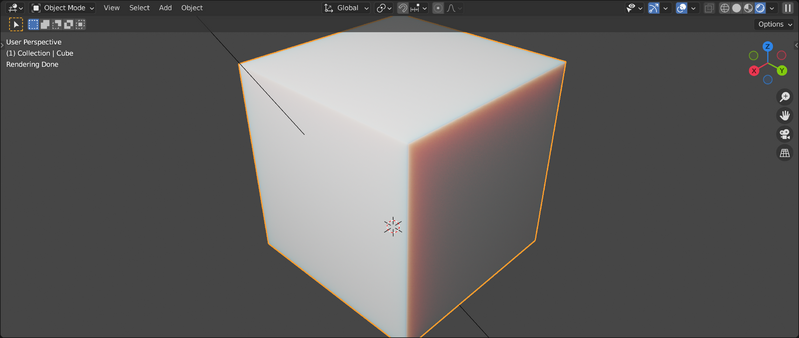 Object Mode View Select Add Object Global
Options
User Perspective
(1) Collection | Cube
Rendering Done
Z
X Y